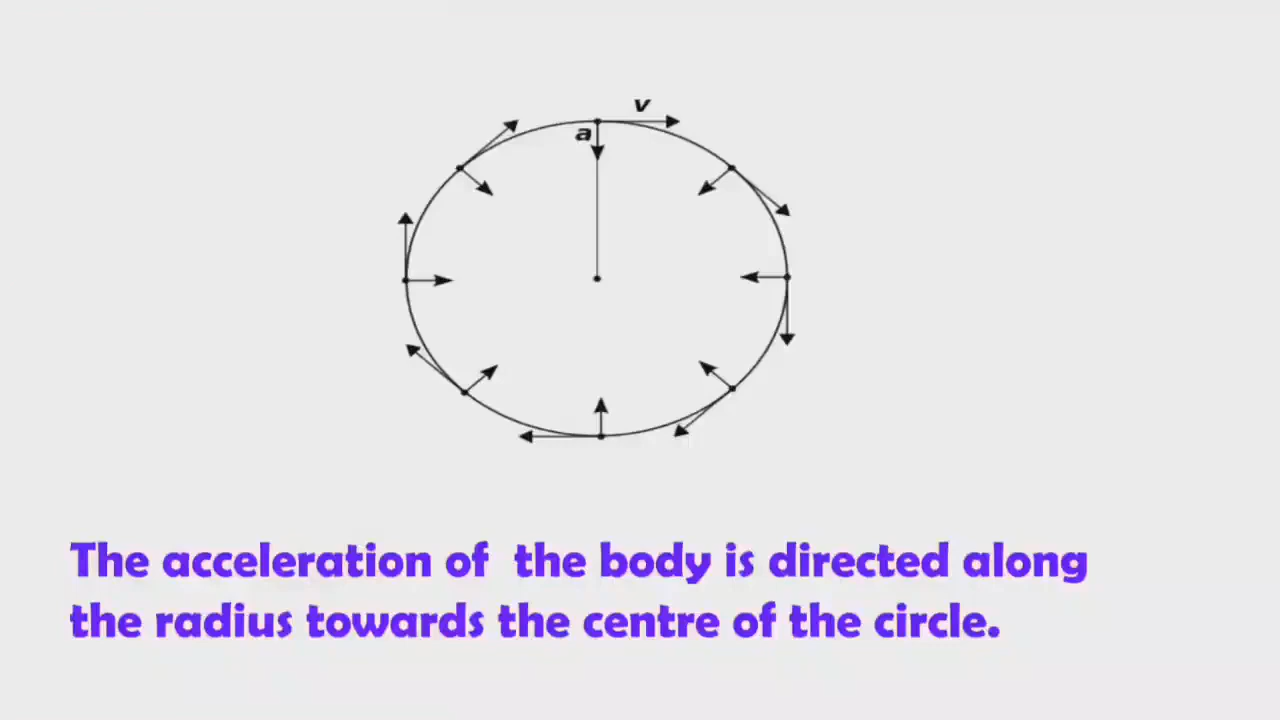 v
a
The acceleration of the body is directed along
the radius towards the centre of the circle.